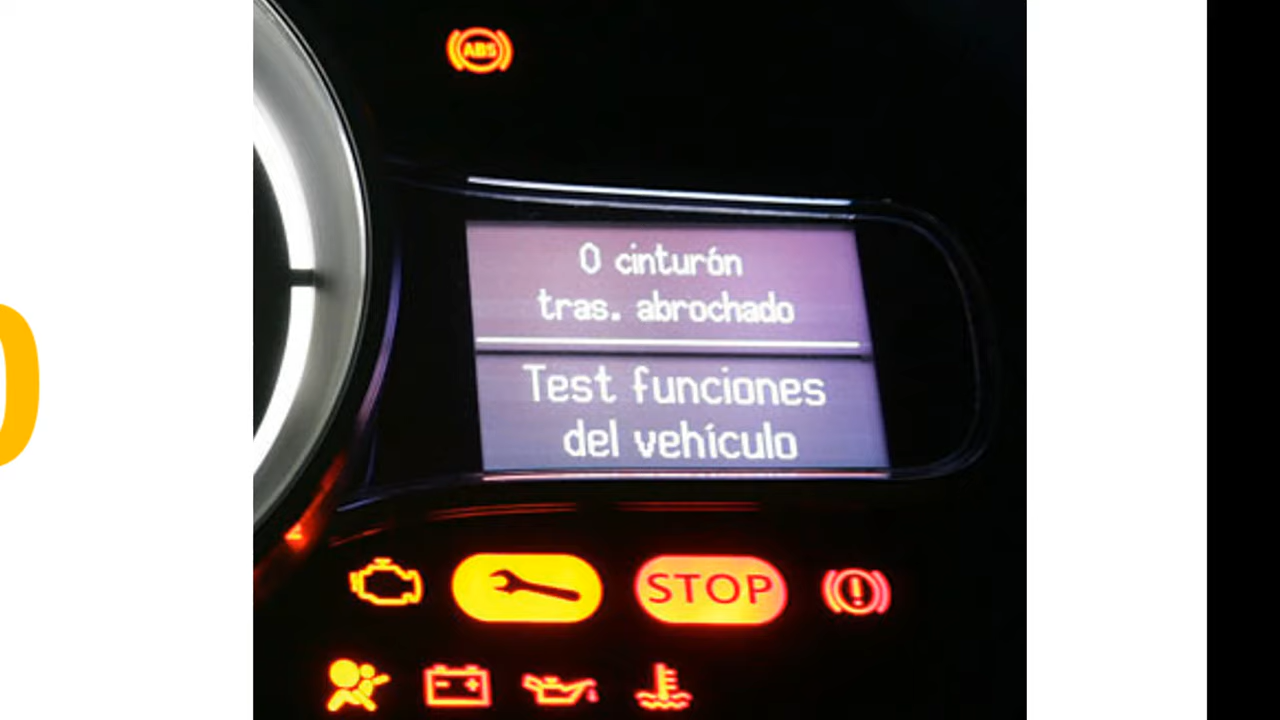 ABS
0 cinturón
tras. abrochado
Test funciones
del vehículo
STOP